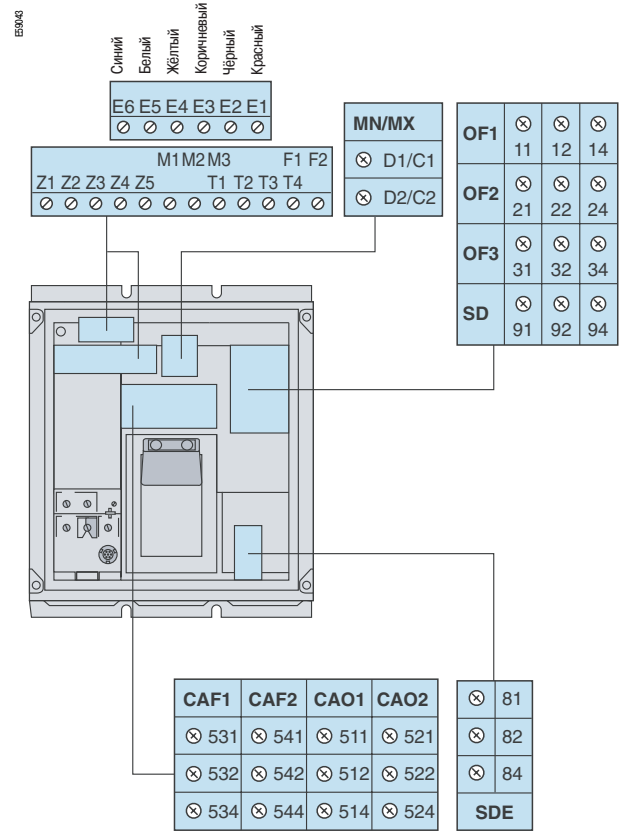 E59043
Синий
Белый
Жёлтый
Коричневый
Чёрный
Красный
E6 E5 E4 E3 E2 E1
M1 M2 M3 F1 F2
Z1 Z2 Z3 Z4 Z5 T1 T2 T3 T4
MN/MX
D1/C1
D2/C2
OF1 11 12 14
OF2 21 22 24
OF3 31 32 34
SD 91 92 94
CAF1 CAF2 CAO1 CAO2
531 541 511 521
532 542 512 522
534 544 514 524
81
82
84
SDE